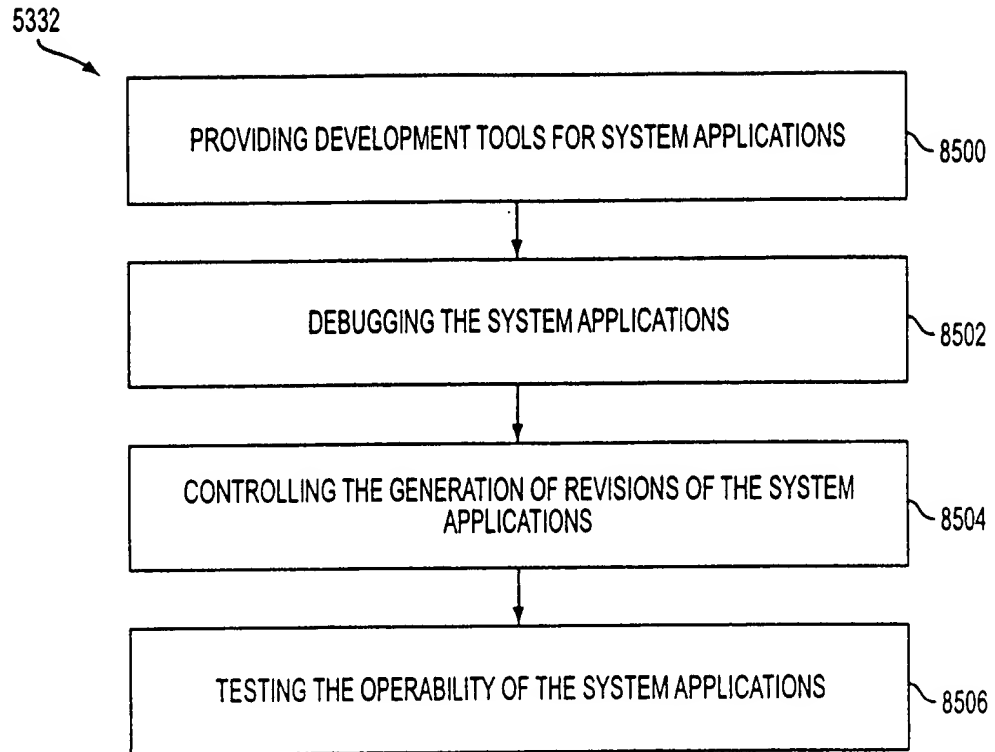 5332
PROVIDING DEVELOPMENT TOOLS FOR SYSTEM APPLICATIONS
8500
DEBUGGING THE SYSTEM APPLICATIONS
8502
CONTROLLING THE GENERATION OF REVISIONS OF THE SYSTEM
APPLICATIONS
8504
TESTING THE OPERABILITY OF THE SYSTEM APPLICATIONS
8506